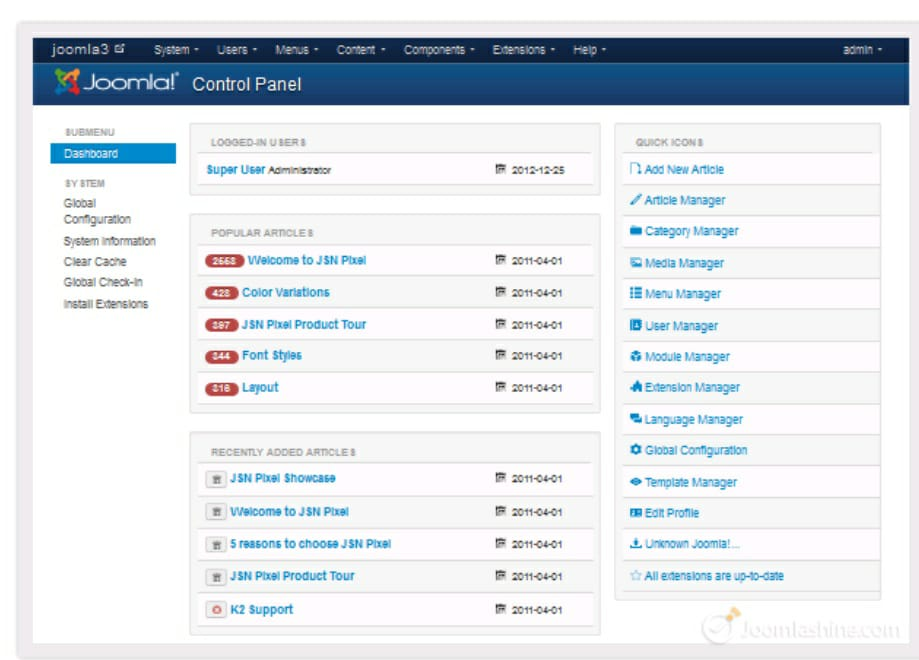 joomla3 System Users Menus Content Components Extensions Help admin
Joomla! Control Panel
SUBMENU
Dashboard
SYSTEM
Global
Configuration
System Information
Clear Cache
Global Check-in
Install Extensions
LOGGED-IN USERS
Super User Administrator 2012-12-25
POPULAR ARTICLES
Welcome to JSN Pixel 2011-04-01
428 Color Variations 2011-04-01
JSN Pixel Product Tour 2011-04-01
344 Font Styles 2011-04-01
316 Layout 2011-04-01
RECENTLY ADDED ARTICLES
JSN Pixel Showcase 2011-04-01
Welcome to JSN Pixel 2011-04-01
5 reasons to choose JSN Pixel 2011-04-01
JSN Pixel Product Tour 2011-04-01
K2 Support 2011-04-01
QUICK ICONS
Add New Article
Article Manager
Category Manager
Media Manager
Menu Manager
User Manager
Module Manager
Extension Manager
Language Manager
Global Configuration
Template Manager
Edit Profile
Unknown Joomla!...
All extensions are up-to-date
Joomlashine.com